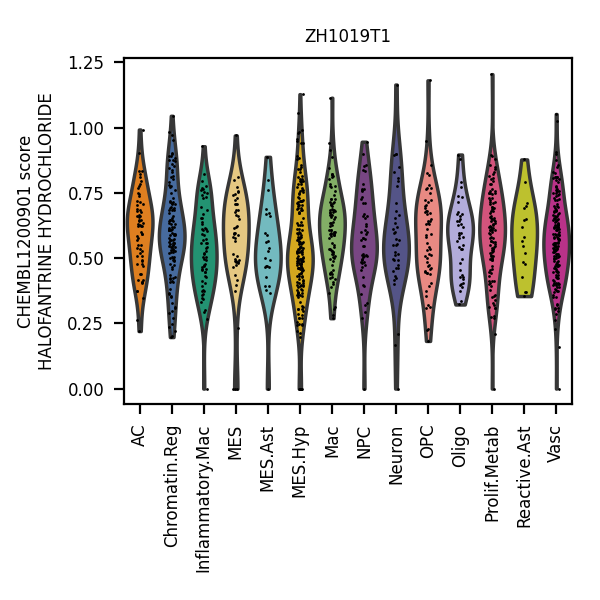 ZH1019T1
CHEMBL1200901 score
HALOFANTRINE HYDROCHLORIDE
1.25
1.00
0.75
0.50
0.25
0.00
AC
Chromatin.Reg
Inflammatory.Mac
MES
MES.Ast
MES.Hyp
Mac
NPC
Neuron
OPC
Oligo
Prolif.Metab
Reactive.Ast
Vasc